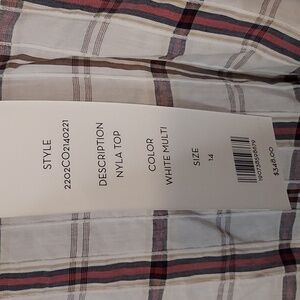 STYLE
2202CO2140221
DESCRIPTION
NYLA TOP
COLOR
WHITE MULTI
SIZE
14
$348.00